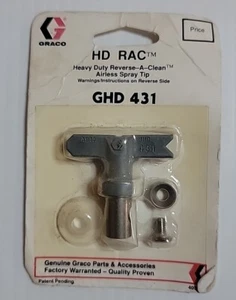 GRACO
HD RAC™
Price
Heavy Duty Reverse-A-Clean™
Airless Spray Tip
Warnings/Instructions on Reverse Side
GHD 431
Genuine Graco Parts & Accessories
Factory Warranted - Quality Proven
Patent Pending